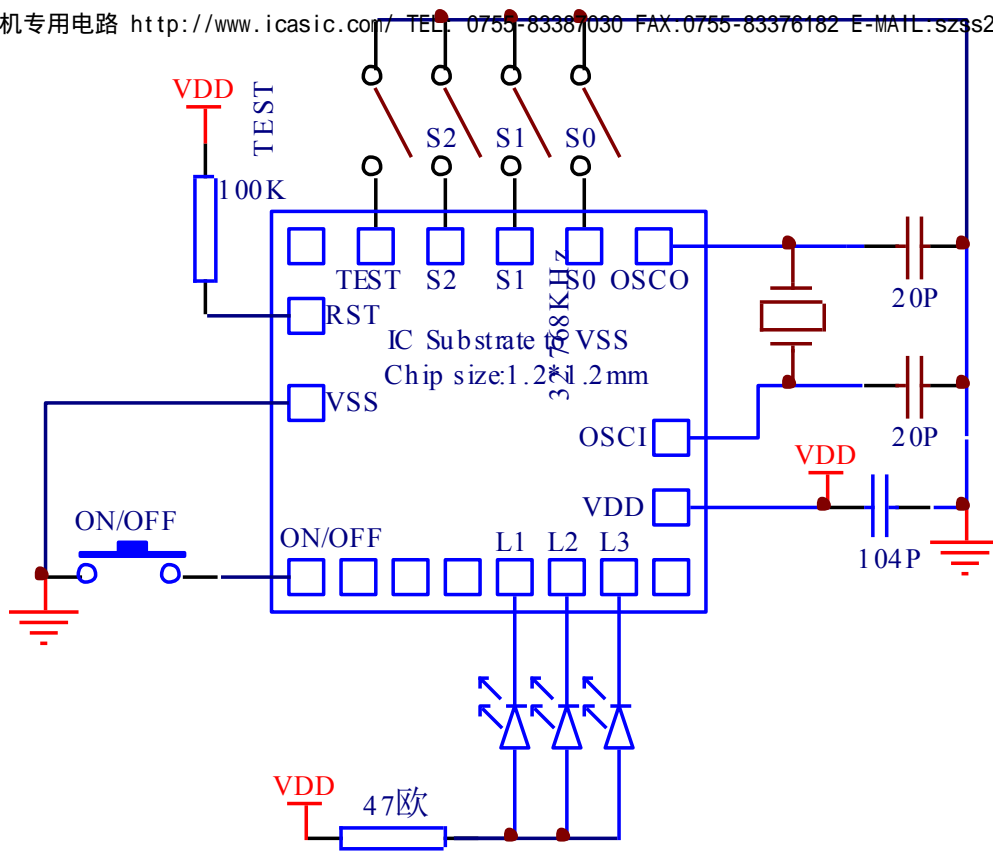 机专用电路 http://www.icasic.com/ TEL: 0755-83387030 FAX:0755-83376182 E-MAIL:szss2
VDD
TEST
S2 S1 S0
100K
TEST S2 S1 S0 OSCO
20P
RST
32*768KHz
IC Substrate to VSS
Chip size:1.2*1.2mm
VSS
OSCI
20P
VDD
VDD
ON/OFF
ON/OFF
L1 L2 L3
104P
VDD
47欧